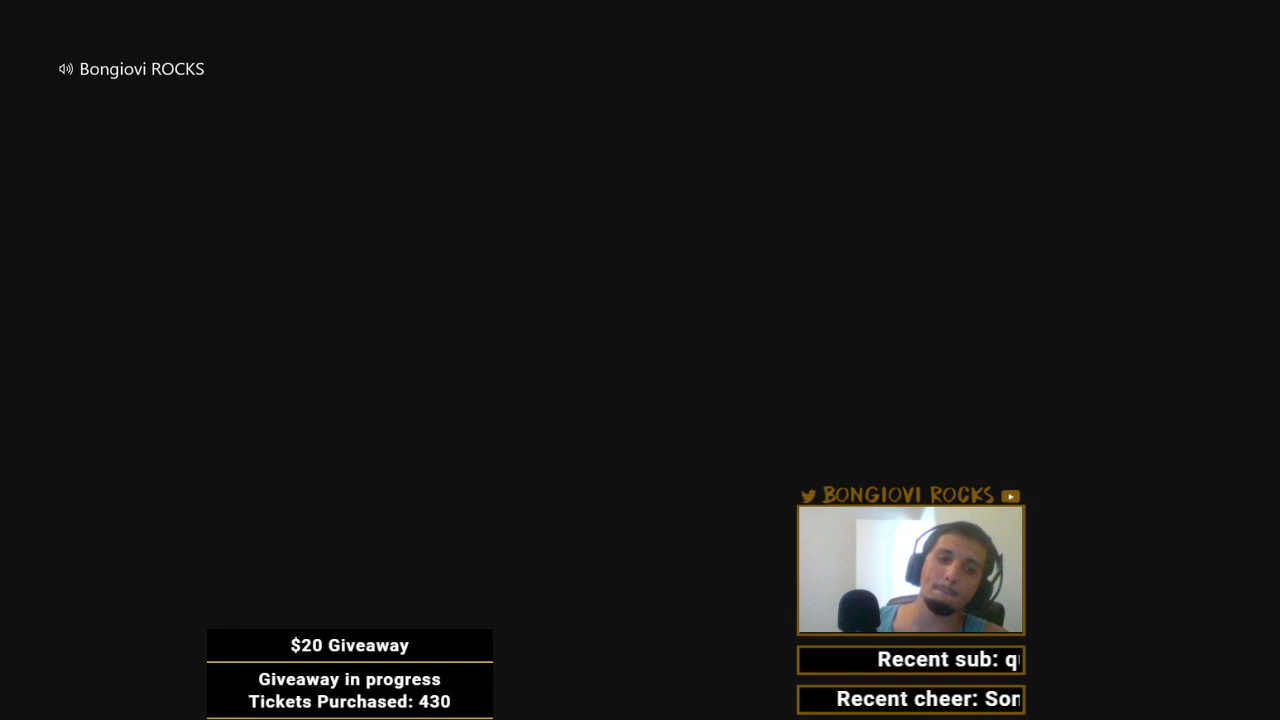 Bongiovi ROCKS
BONGIOVI ROCKS
$20 Giveaway
Giveaway in progress
Tickets Purchased: 430
Recent sub:
Recent cheer: